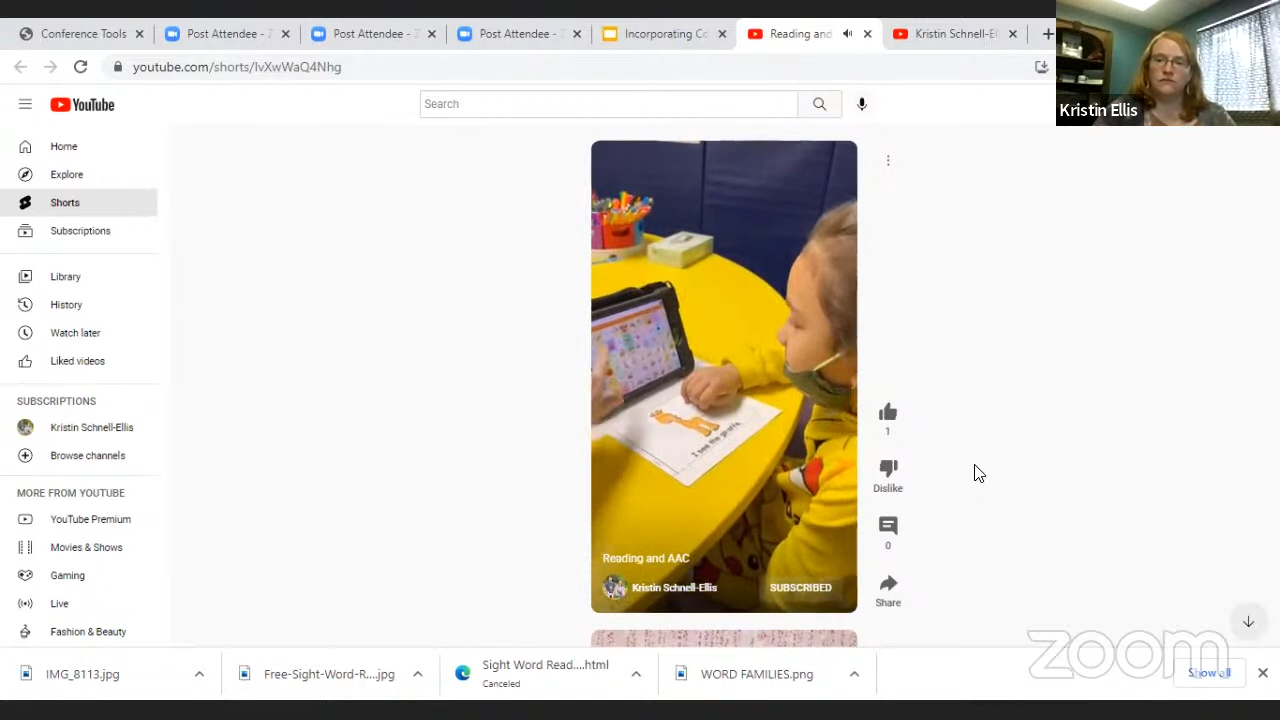 Conference Tools
Post Attendee - Z
Post Attendee - Z
Post Attendee - Z
Incorporating Co
Reading and
Kristin Schnell-El
youtube.com/shorts/lvXwWaQ4Nhg
Kristin Ellis
YouTube
Search
Home
Explore
Shorts
Subscriptions
Library
History
Watch later
Liked videos
SUBSCRIPTIONS
Kristin Schnell-Ellis
Browse channels
MORE FROM YOUTUBE
YouTube Premium
Movies & Shows
Gaming
Live
Fashion & Beauty
I see the giraffe.
Reading and AAC
Kristin Schnell-Ellis
SUBSCRIBED
1
Dislike
0
Share
zoom
IMG_8113.jpg
Free-Sight-Word-R....jpg
Sight Word Read....html
Canceled
WORD FAMILIES.png
Show all